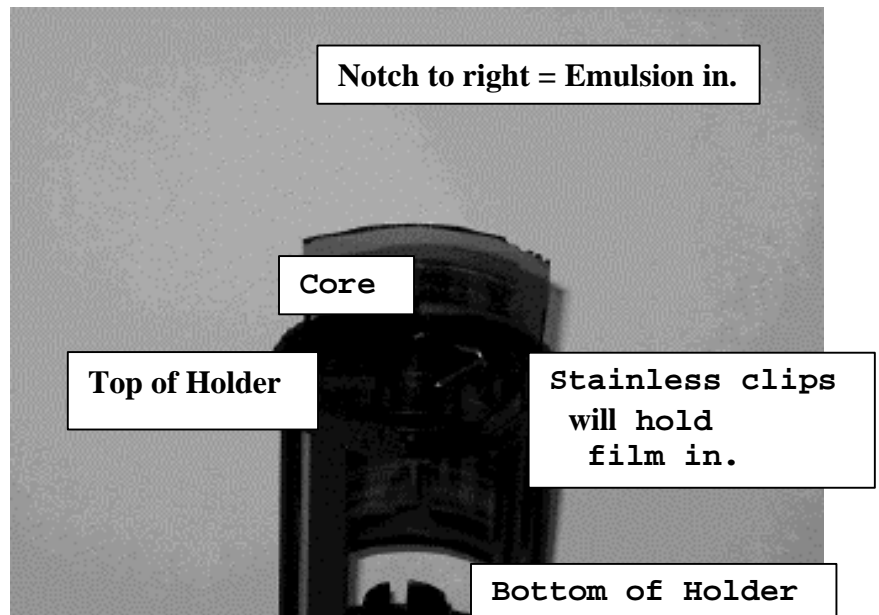 Notch to right = Emulsion in.
Core
Top of Holder
Stainless clips
will hold
film in.
Bottom of Holder